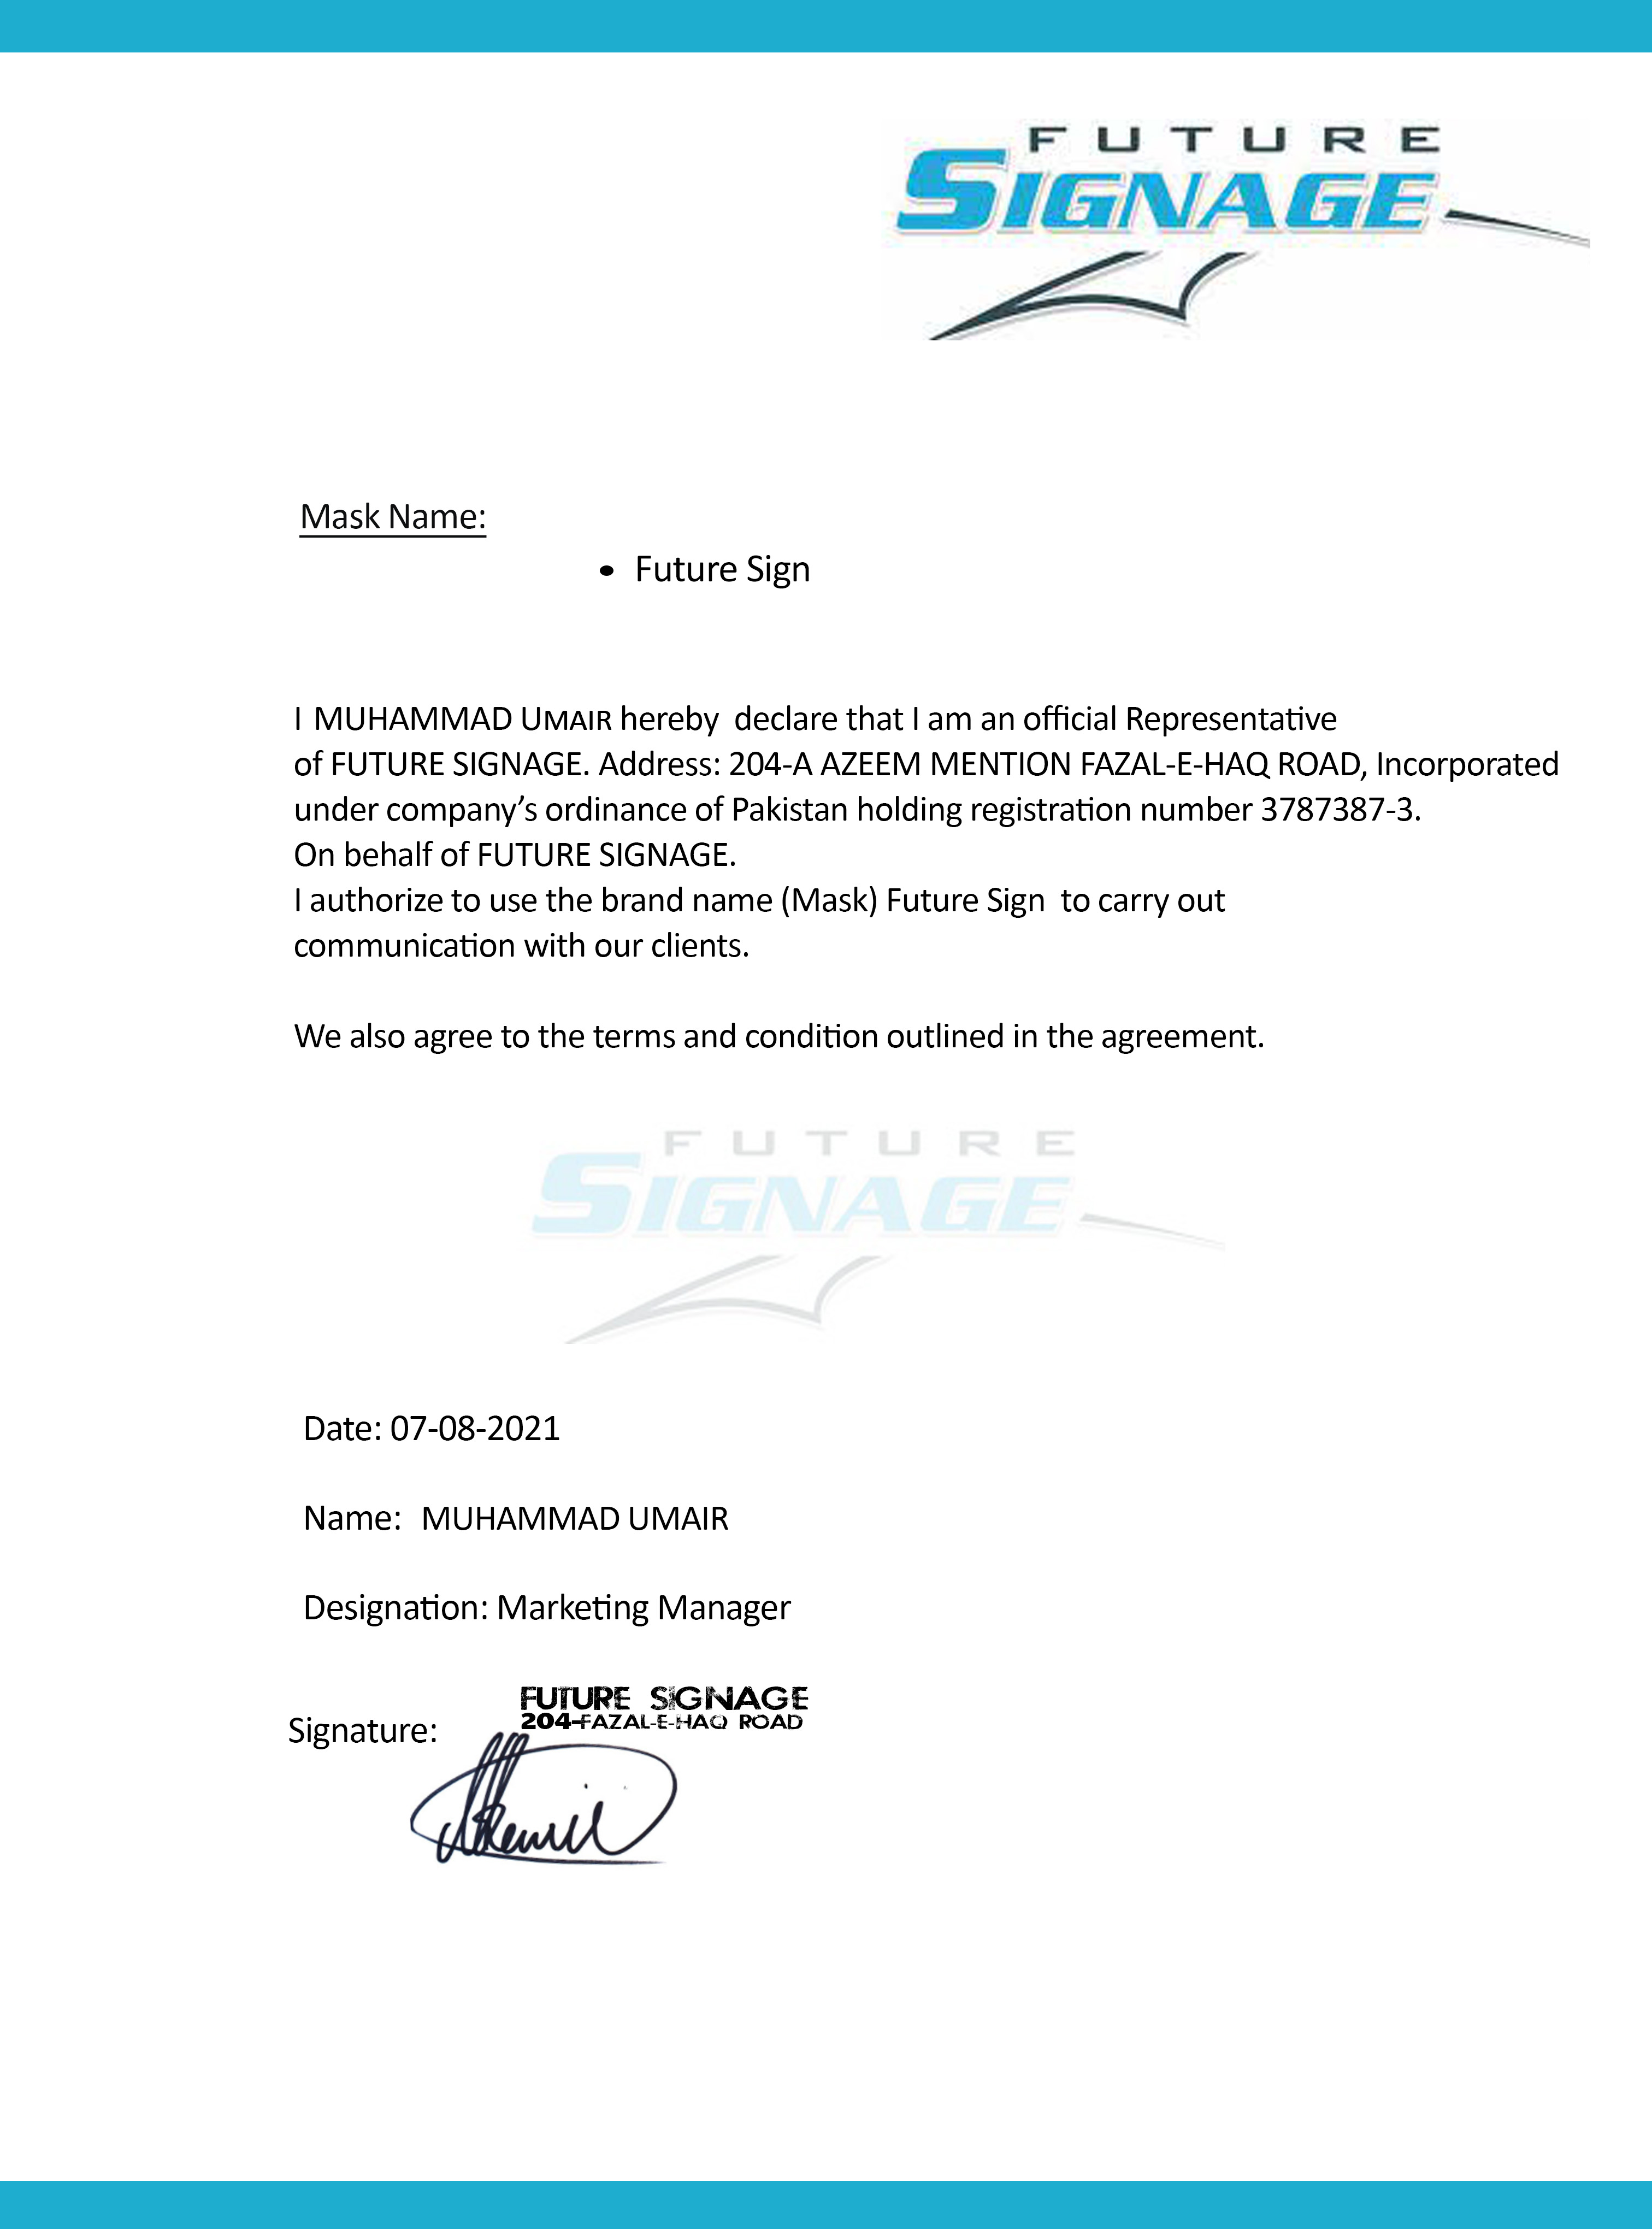 FUTURE
SIGNAGE
Mask Name:
• Future Sign
I MUHAMMAD UMAIR hereby declare that I am an official Representative
of FUTURE SIGNAGE. Address: 204-A AZEEM MENTION FAZAL-E-HAQ ROAD, Incorporated
under company’s ordinance of Pakistan holding registration number 3787387-3.
On behalf of FUTURE SIGNAGE.
I authorize to use the brand name (Mask) Future Sign to carry out
communication with our clients.
We also agree to the terms and condition outlined in the agreement.
FUTURE
SIGNAGE
Date: 07-08-2021
Name: MUHAMMAD UMAIR
Designation: Marketing Manager
FUTURE SIGNAGE
204-FAZAL-E-HAQ ROAD
Signature: